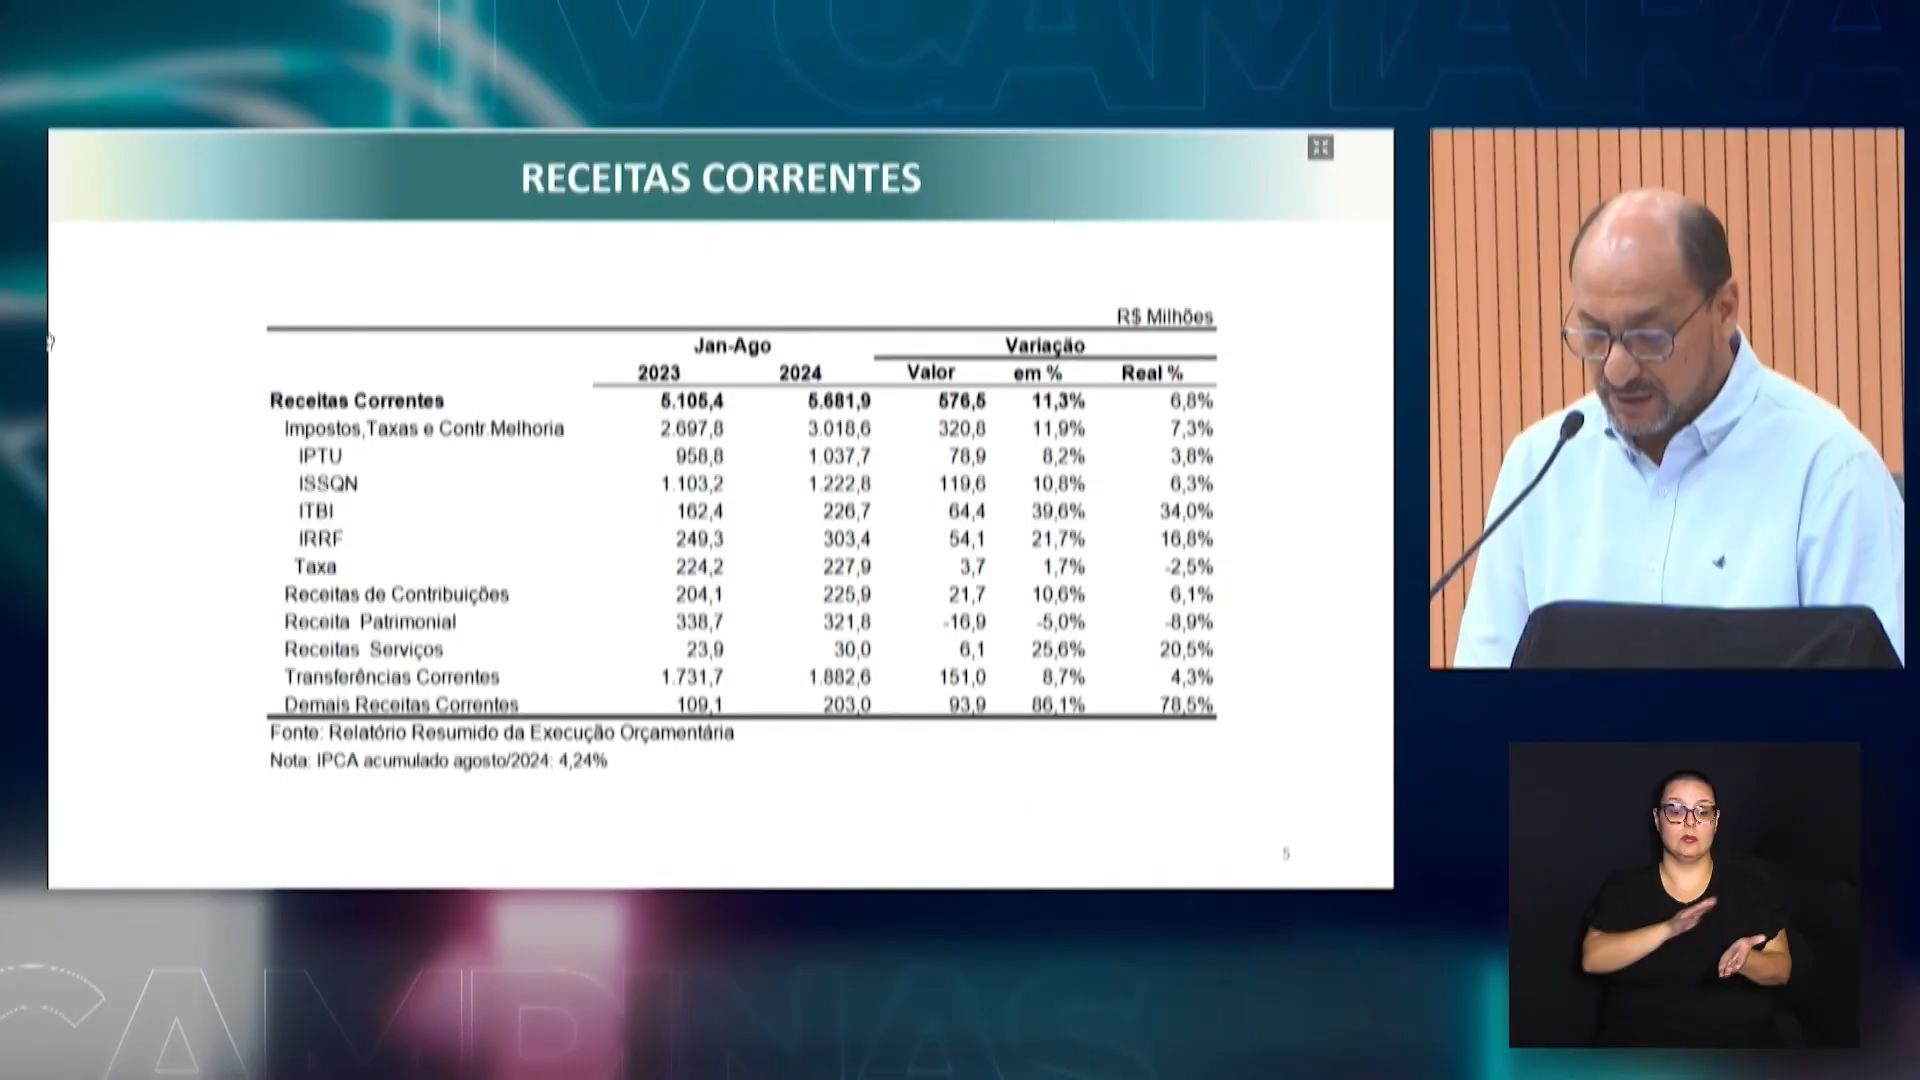 TV CAMARA
RECEITAS CORRENTES
R$ Milhões
Jan-Ago Variação
2023 2024 Valor em % Real %
Receitas Correntes 5.105,4 5.681,9 576,5 11,3% 6,8%
Impostos,Taxas e Contr.Melhoria 2.697,8 3.018,6 320,8 11,9% 7,3%
IPTU 958,8 1.037,7 78,9 8,2% 3,8%
ISSQN 1.103,2 1.222,8 119,6 10,8% 6,3%
ITBI 162,4 226,7 64,4 39,6% 34,0%
IRRF 249,3 303,4 54,1 21,7% 16,8%
Taxa 224,2 227,9 3,7 1,7% -2,5%
Receitas de Contribuições 204,1 225,9 21,7 10,6% 6,1%
Receita Patrimonial 338,7 321,8 -16,9 -5,0% -8,9%
Receitas Serviços 23,9 30,0 6,1 25,6% 20,5%
Transferências Correntes 1.731,7 1.882,6 151,0 8,7% 4,3%
Demais Receitas Correntes 109,1 203,0 93,9 86,1% 78,5%
Fonte: Relatório Resumido da Execução Orçamentária
Nota: IPCA acumulado agosto/2024: 4,24%
5
CAMPINAS